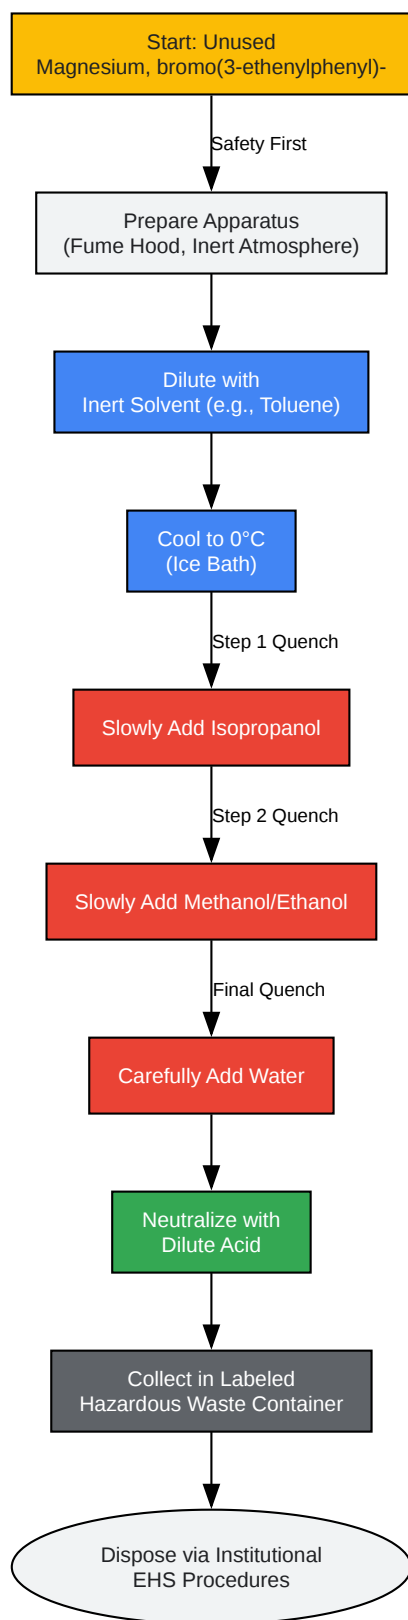 Start: Unused
Magnesium, bromo(3-ethenylphenyl)-
Safety First
Prepare Apparatus
(Fume Hood, Inert Atmosphere)
Dilute with
Inert Solvent (e.g., Toluene)
Cool to 0°C
(Ice Bath)
Step 1 Quench
Slowly Add Isopropanol
Step 2 Quench
Slowly Add Methanol/Ethanol
Final Quench
Carefully Add Water
Neutralize with
Dilute Acid
Collect in Labeled
Hazardous Waste Container
Dispose via Institutional
EHS Procedures